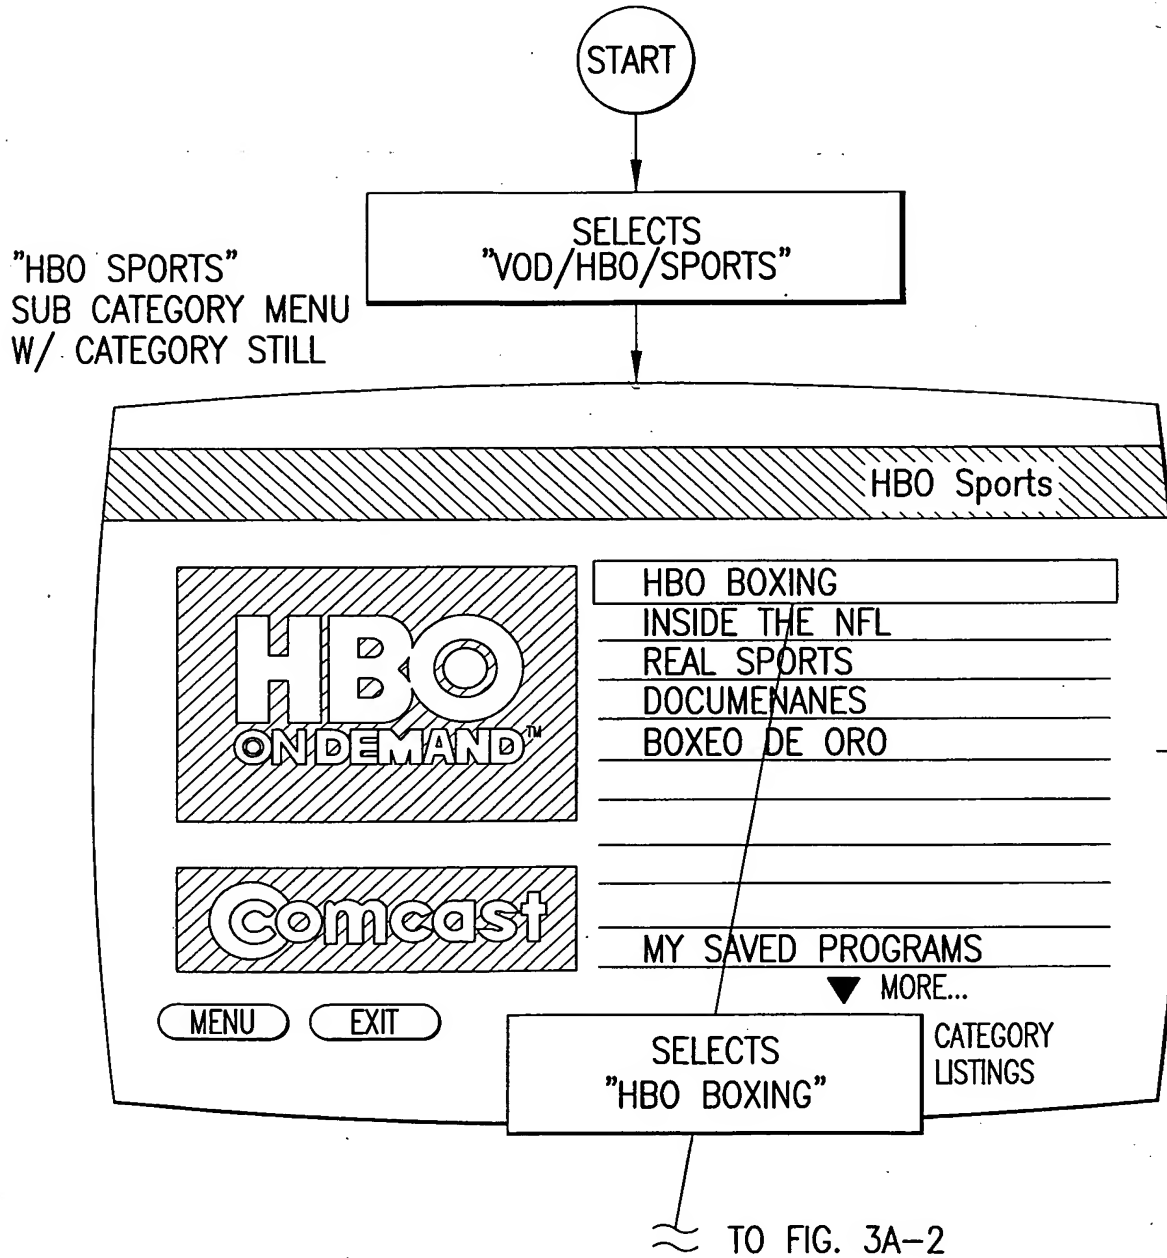 START
SELECTS
"VOD/HBO/SPORTS"
"HBO SPORTS"
SUB CATEGORY MENU
W/ CATEGORY STILL
HBO Sports
HBO
ON DEMAND™
Comcast
HBO BOXING
INSIDE THE NFL
REAL SPORTS
DOCUMENANES
BOXEO DE ORO
MY SAVED PROGRAMS
▼ MORE...
MENU
EXIT
SELECTS
"HBO BOXING"
CATEGORY
LISTINGS
TO FIG. 3A-2